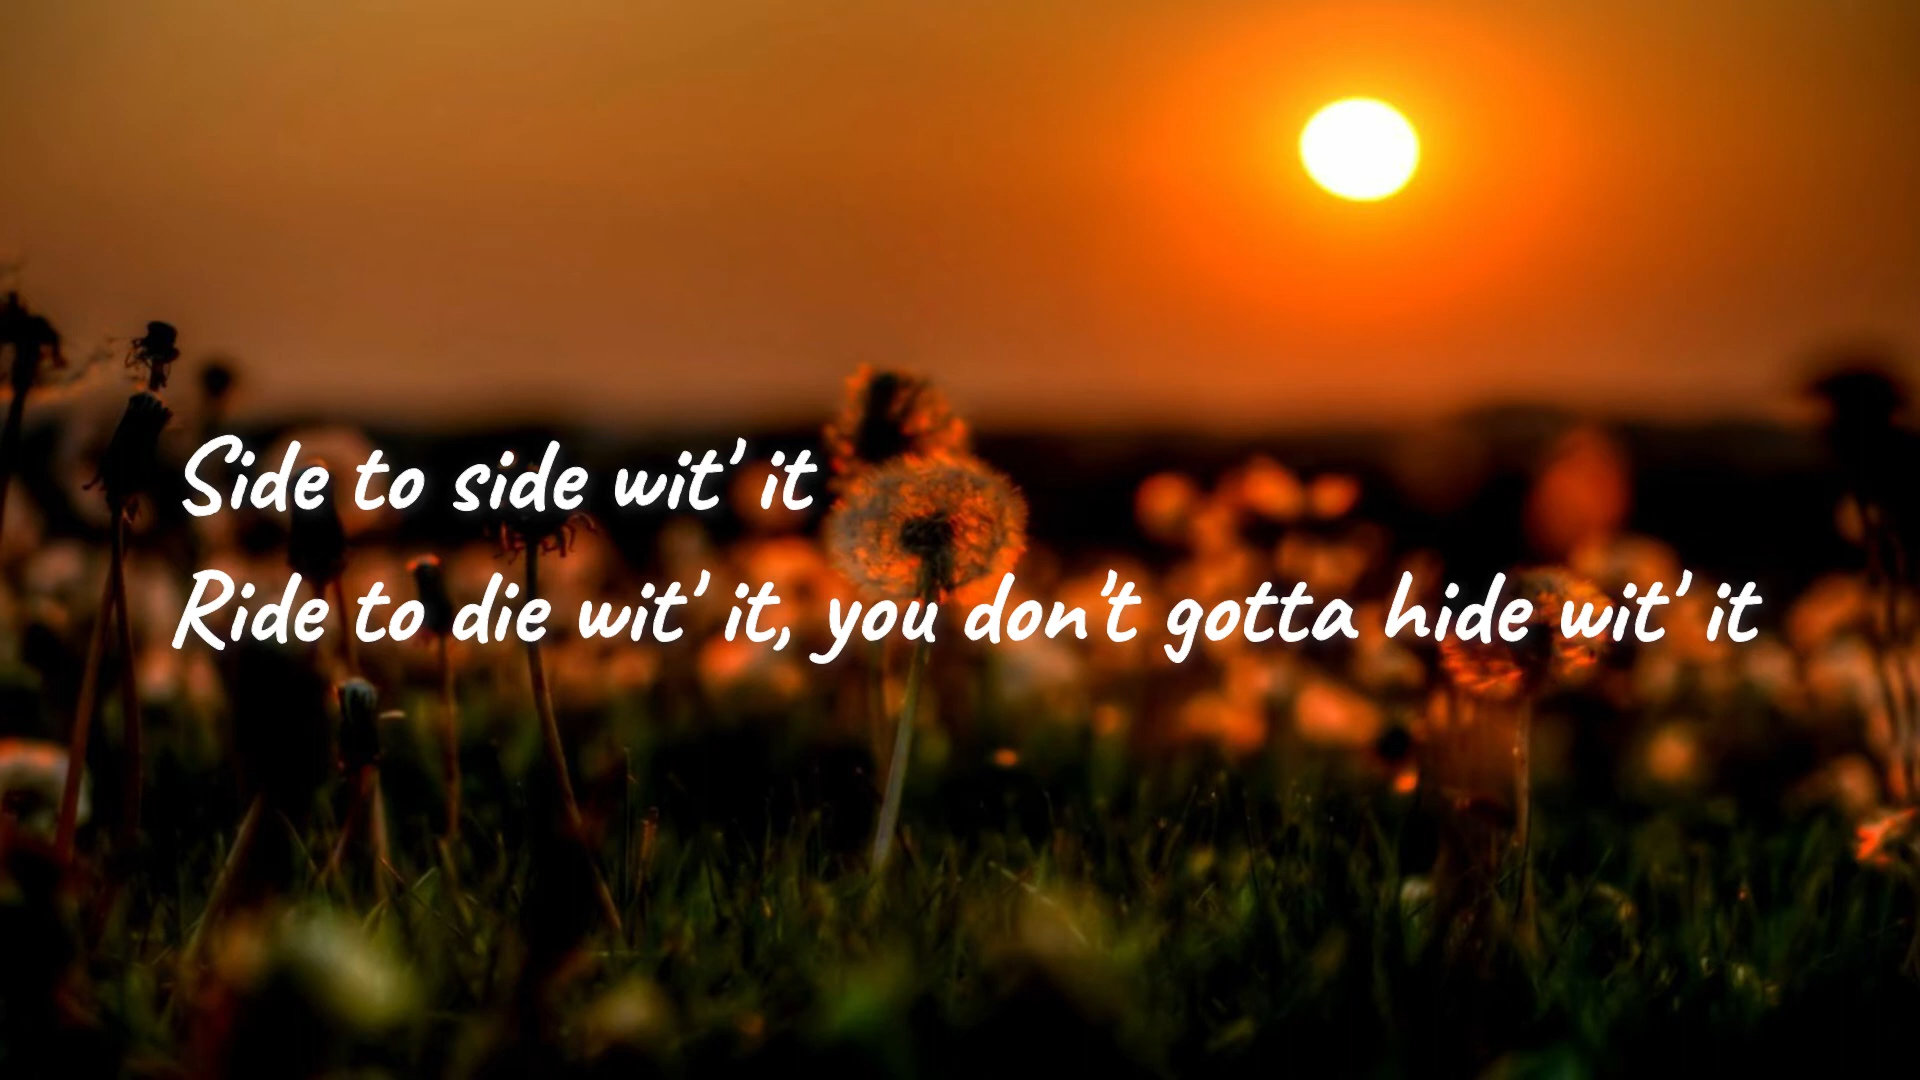 Side to side wit' it
Ride to die wit' it, you don't gotta hide wit' it